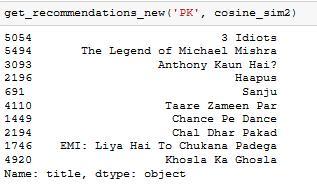 get_recommendations_new('PK', cosine_sim2)
5054 3 Idiots
5494 The Legend of Michael Mishra
3093 Anthony Kaun Hai?
2196 Haapus
691 Sanju
4110 Taare Zameen Par
1449 Chance Pe Dance
2194 Chal Dhar Pakad
1746 EMI: Liya Hai To Chukana Padega
4920 Khosla Ka Ghosla
Name: title, dtype: object